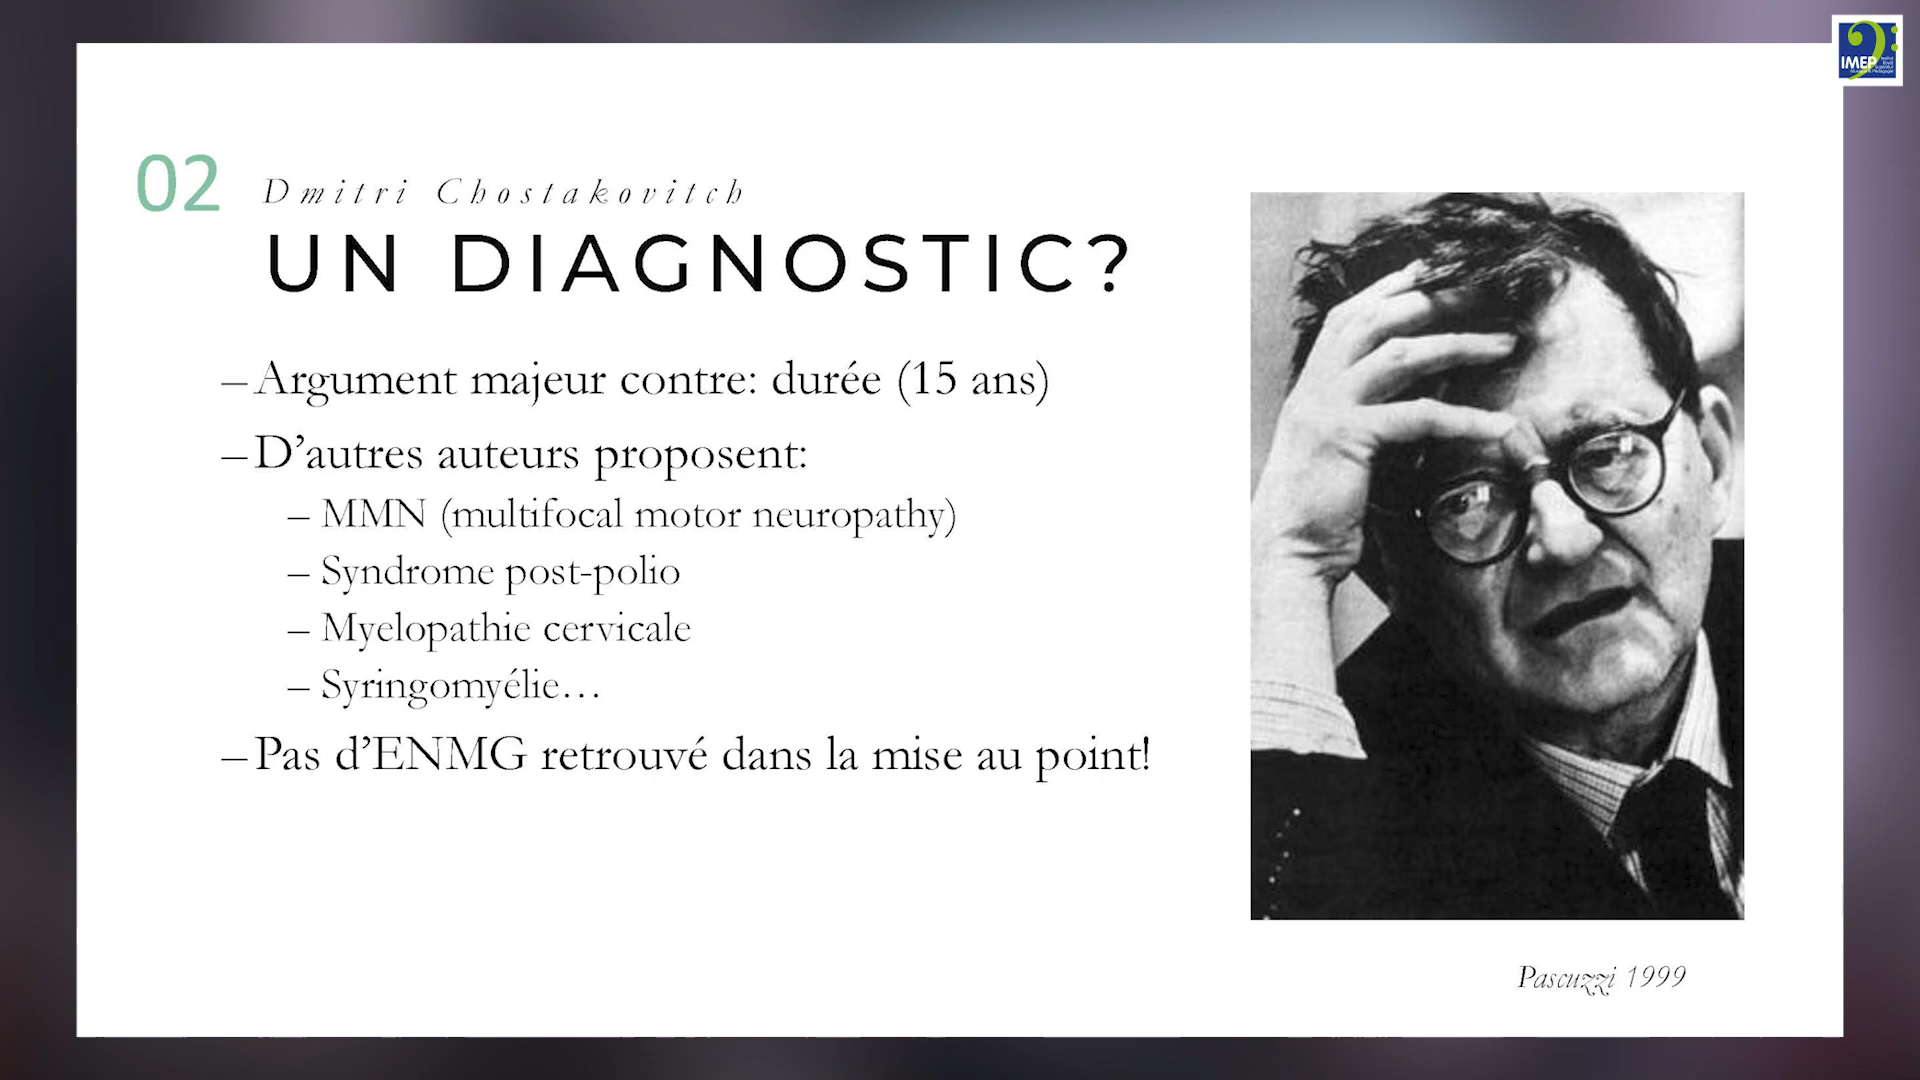 02
Dmitri Chostakovitch
UN DIAGNOSTIC?
– Argument majeur contre: durée (15 ans)
– D’autres auteurs proposent:
– MMN (multifocal motor neuropathy)
– Syndrome post-polio
– Myelopathie cervicale
– Syringomyélie…
– Pas d’ENMG retrouvé dans la mise au point!
Pascuzzi 1999
IMEP